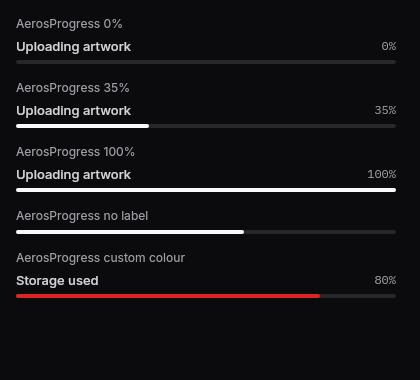 AerosProgress 0%
Uploading artwork 0%
AerosProgress 35%
Uploading artwork 35%
AerosProgress 100%
Uploading artwork 100%
AerosProgress no label
AerosProgress custom colour
Storage used 80%